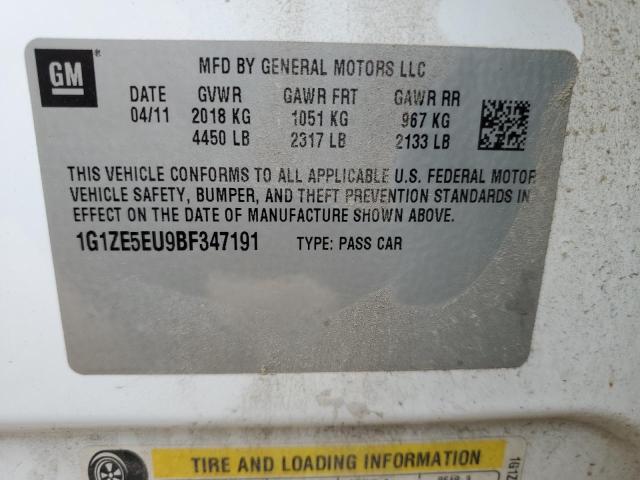 GM
MFD BY GENERAL MOTORS LLC
DATE GVWR GAWR FRT GAWR RR
04/11 2018 KG 1051 KG 967 KG
4450 LB 2317 LB 2133 LB
THIS VEHICLE CONFORMS TO ALL APPLICABLE U.S. FEDERAL MOTOR
VEHICLE SAFETY, BUMPER, AND THEFT PREVENTION STANDARDS IN
EFFECT ON THE DATE OF MANUFACTURE SHOWN ABOVE.
1G1ZE5EU9BF347191 TYPE: PASS CAR
TIRE AND LOADING INFORMATION